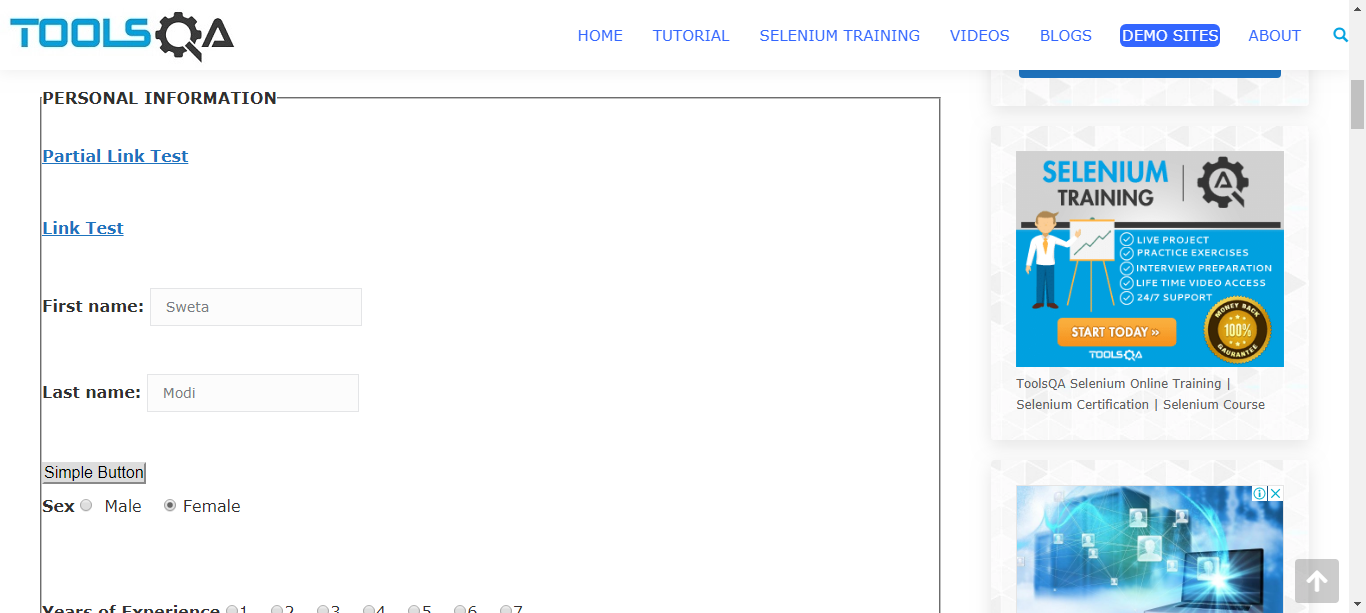 TOOLSQA
HOME TUTORIAL SELENIUM TRAINING VIDEOS BLOGS DEMO SITES ABOUT
PERSONAL INFORMATION
Partial Link Test
Link Test
First name: Sweta
Last name: Modi
Simple Button
Sex Male Female
Years of Experience 1 2 3 4 5 6 7
SELENIUM
TRAINING
LIVE PROJECT
PRACTICE EXERCISES
INTERVIEW PREPARATION
LIFE TIME VIDEO ACCESS
24/7 SUPPORT
START TODAY »
TOOLSQA
MONEY BACK
100%
GAURANTEE
ToolsQA Selenium Online Training |
Selenium Certification | Selenium Course